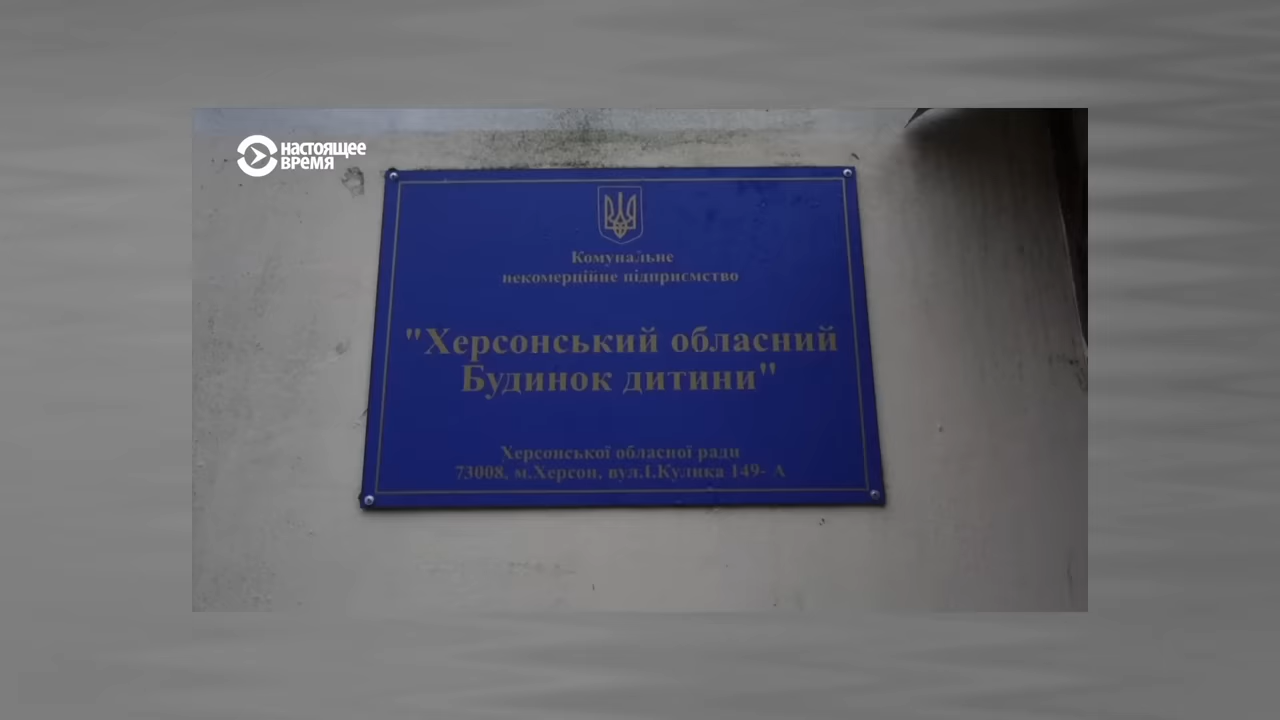 НАСТОЯЩЕЕ
ВРЕМЯ
Комунальне
некомерційне підприємство
"Херсонський обласний
Будинок дитини"
Херсонської обласної ради
73008, м.Херсон, вул.І.Кулика 149- А